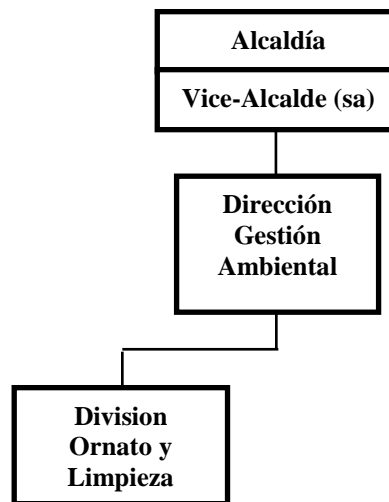 Alcaldía
Vice-Alcalde (sa)
Dirección
Gestión
Ambiental
Division
Ornato y
Limpieza